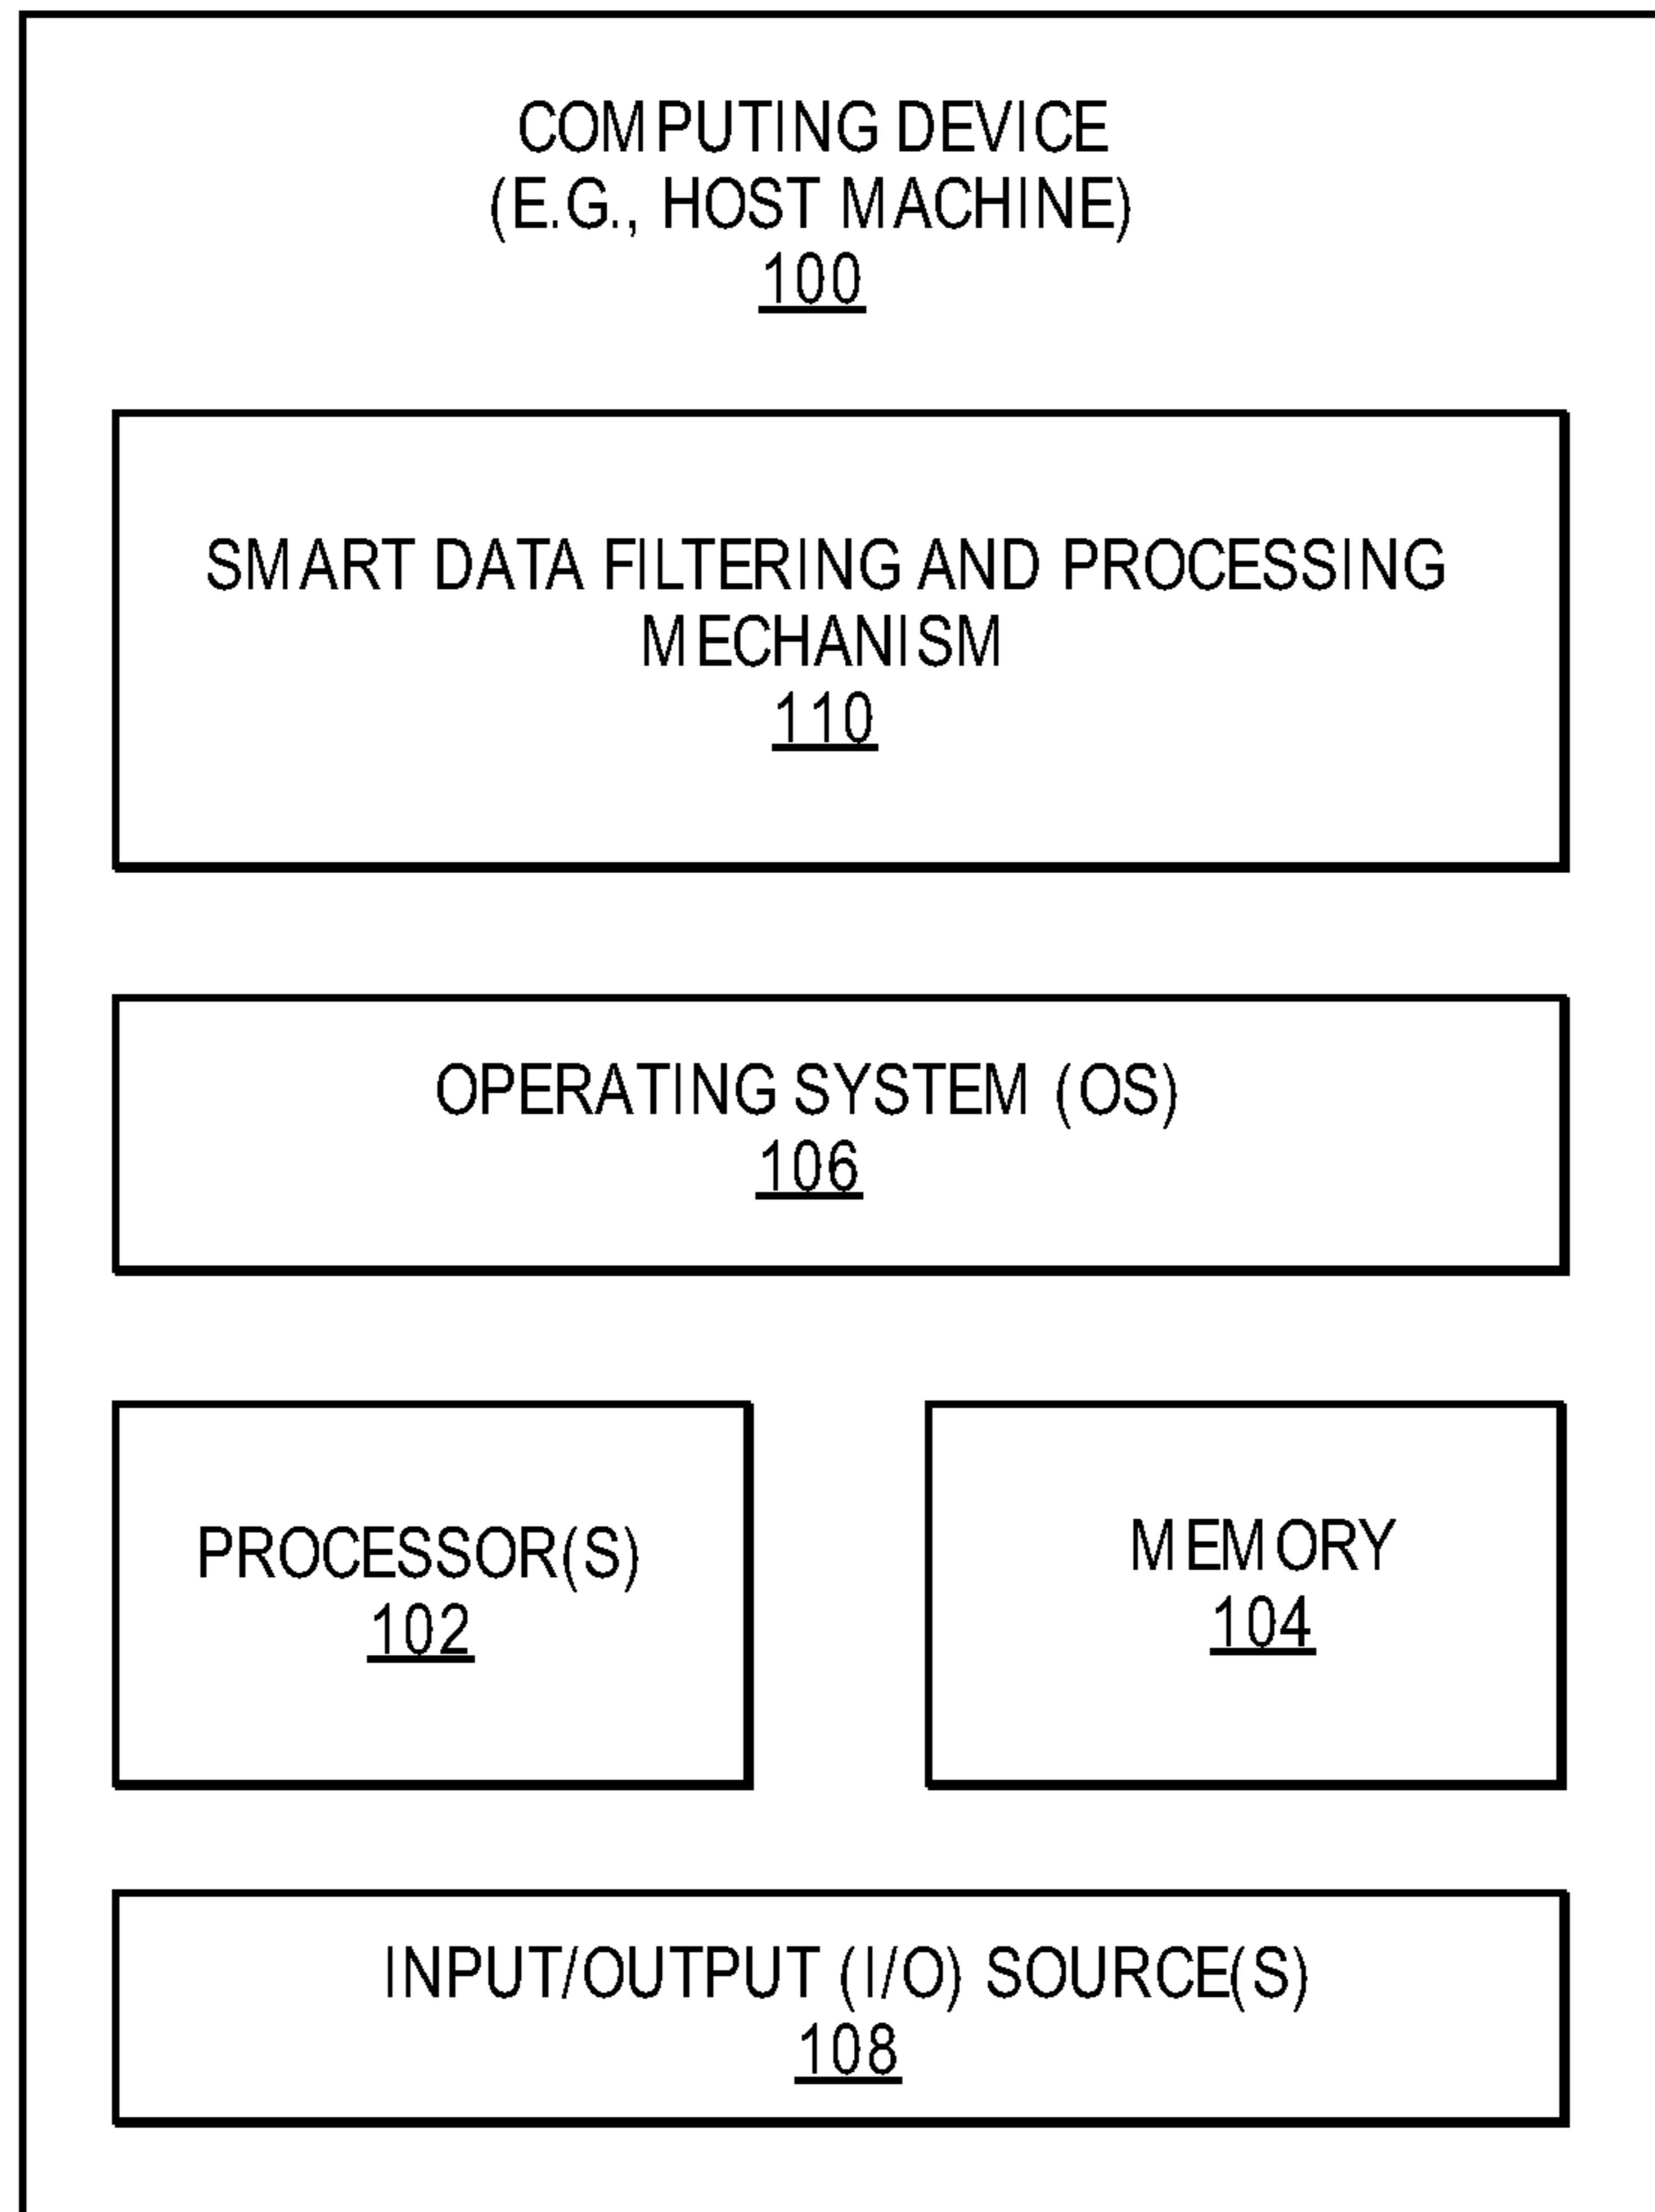 COMPUTING DEVICE
(E.G., HOST MACHINE)
100
SMART DATA FILTERING AND PROCESSING
MECHANISM
110
OPERATING SYSTEM (OS)
106
PROCESSOR(S)
102
MEMORY
104
INPUT/OUTPUT (I/O) SOURCE(S)
108